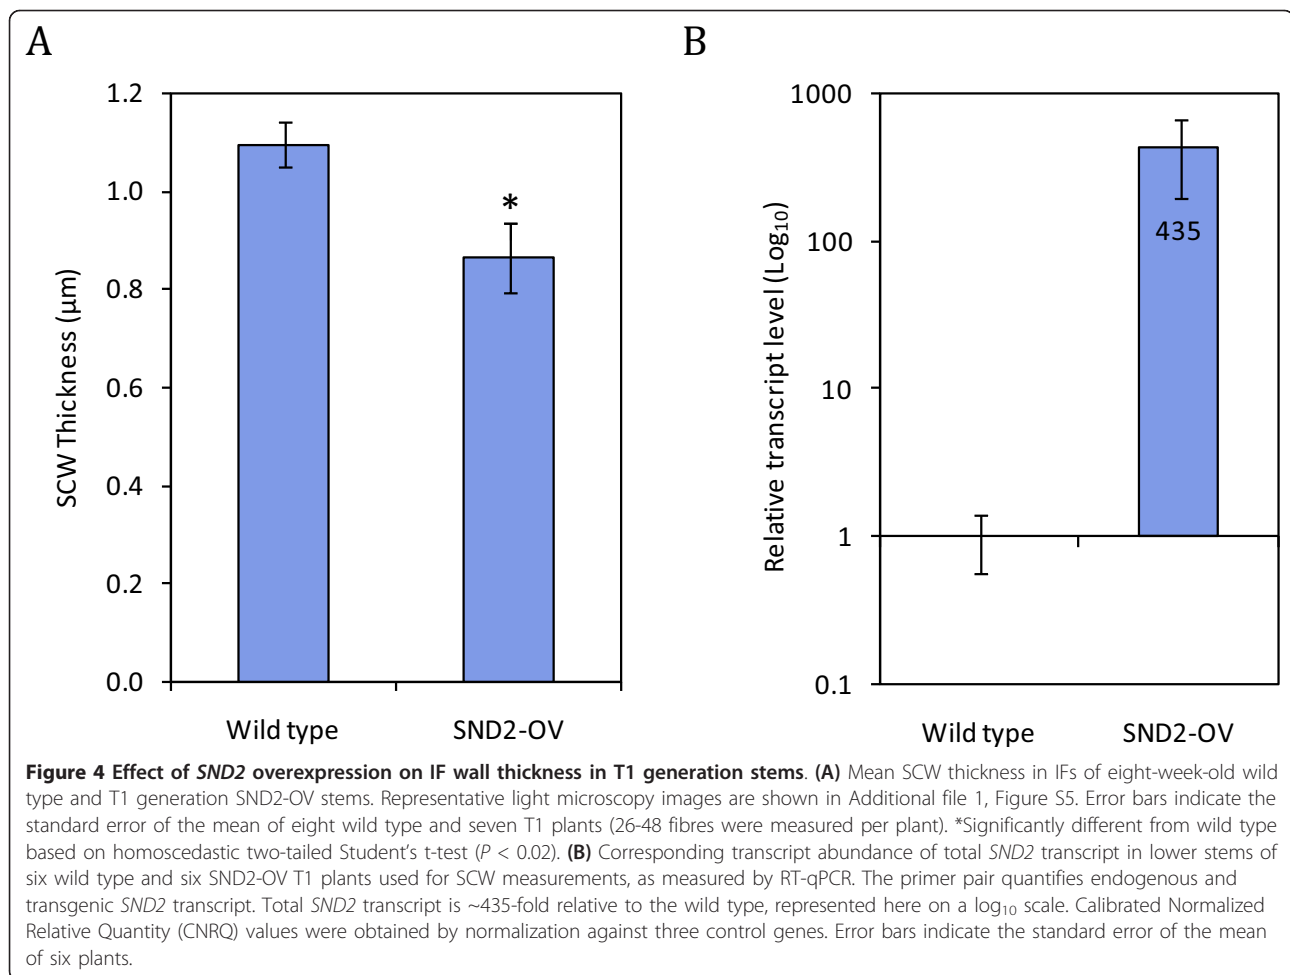 A
B
1.2
1.0
0.8
0.6
0.4
0.2
0.0
SCW Thickness (µm)
*
Wild type
SND2-OV
1000
100
10
1
0.1
Relative transcript level (Log10)
435
Wild type
SND2-OV
Figure 4 Effect of SND2 overexpression on IF wall thickness in T1 generation stems. (A) Mean SCW thickness in IFs of eight-week-old wild
type and T1 generation SND2-OV stems. Representative light microscopy images are shown in Additional file 1, Figure S5. Error bars indicate the
standard error of the mean of eight wild type and seven T1 plants (26-48 fibres were measured per plant). *Significantly different from wild type
based on homoscedastic two-tailed Student's t-test (P < 0.02). (B) Corresponding transcript abundance of total SND2 transcript in lower stems of
six wild type and six SND2-OV T1 plants used for SCW measurements, as measured by RT-qPCR. The primer pair quantifies endogenous and
transgenic SND2 transcript. Total SND2 transcript is ~435-fold relative to the wild type, represented here on a log10 scale. Calibrated Normalized
Relative Quantity (CNRQ) values were obtained by normalization against three control genes. Error bars indicate the standard error of the mean
of six plants.